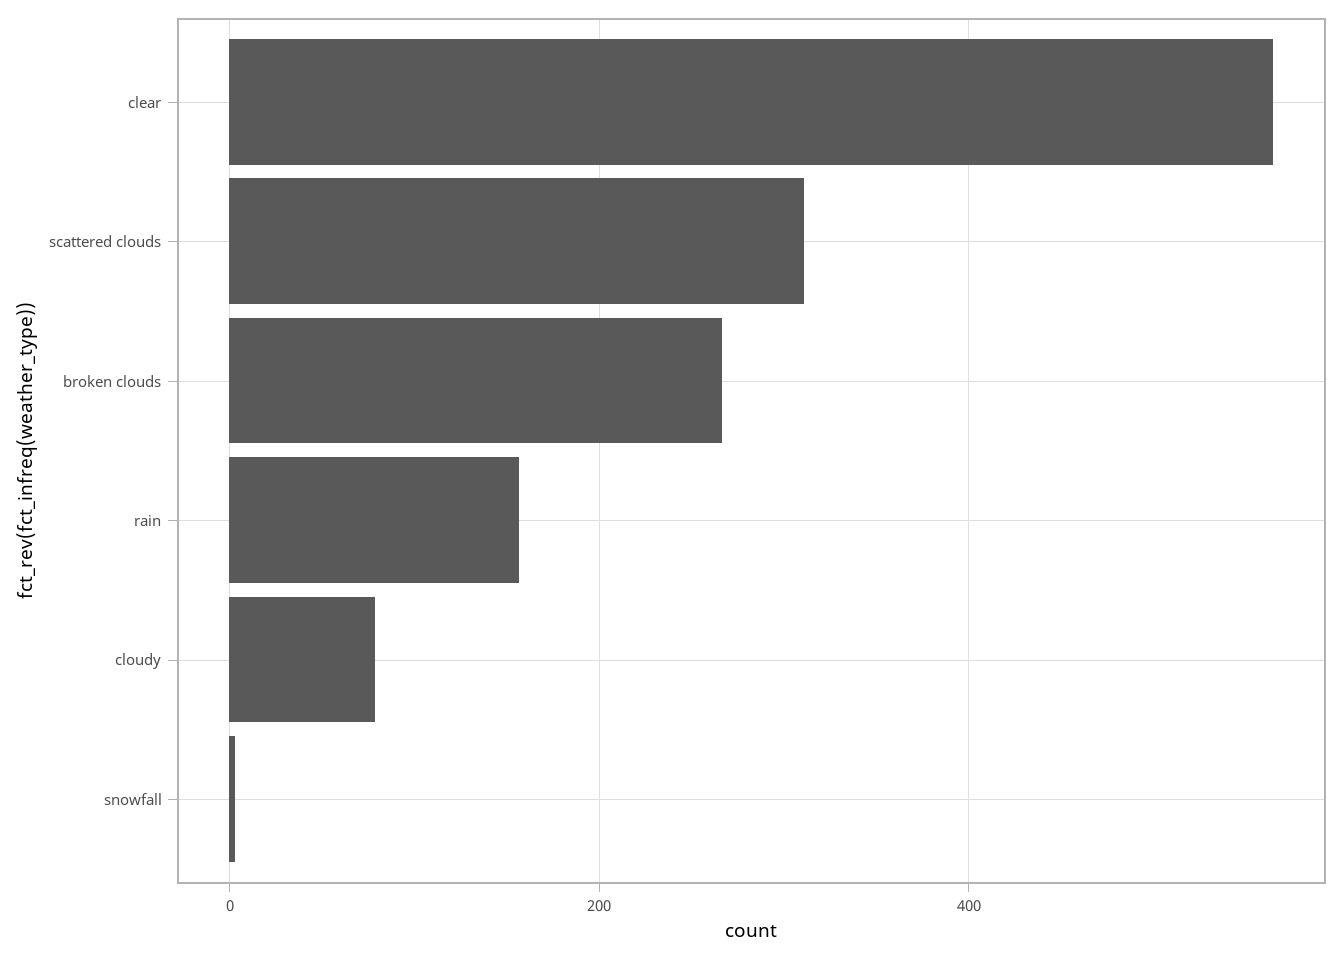 clear
scattered clouds
broken clouds
rain
cloudy
snowfall
fct_rev(fct_infreq(weather_type))
0
200
400
count